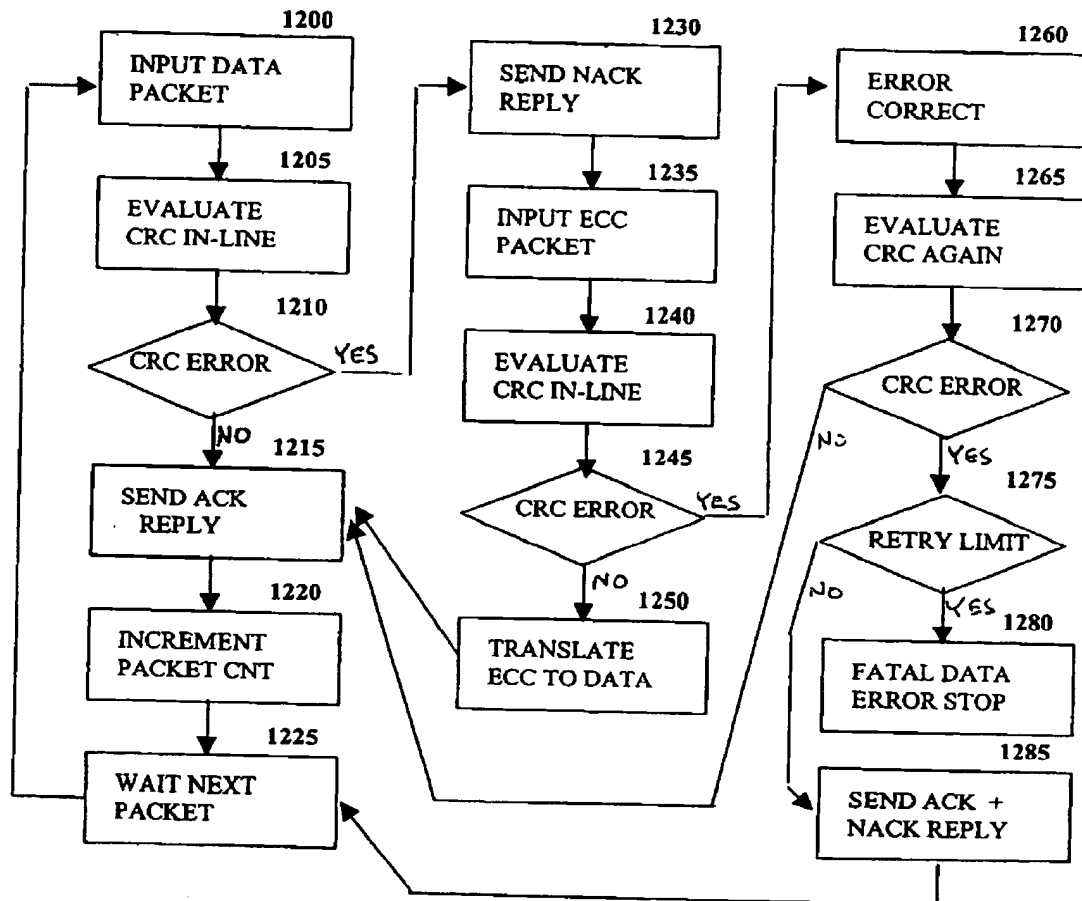 1200
INPUT DATA
PACKET
1205
EVALUATE
CRC IN-LINE
1210
CRC ERROR
YES
NO
1215
SEND ACK
REPLY
1220
INCREMENT
PACKET CNT
1225
WAIT NEXT
PACKET
1230
SEND NACK
REPLY
1235
INPUT ECC
PACKET
1240
EVALUATE
CRC IN-LINE
1245
CRC ERROR
YES
NO
1250
TRANSLATE
ECC TO DATA
1260
ERROR
CORRECT
1265
EVALUATE
CRC AGAIN
1270
CRC ERROR
NO
YES
1275
RETRY LIMIT
NO
YES
1280
FATAL DATA
ERROR STOP
1285
SEND ACK +
NACK REPLY